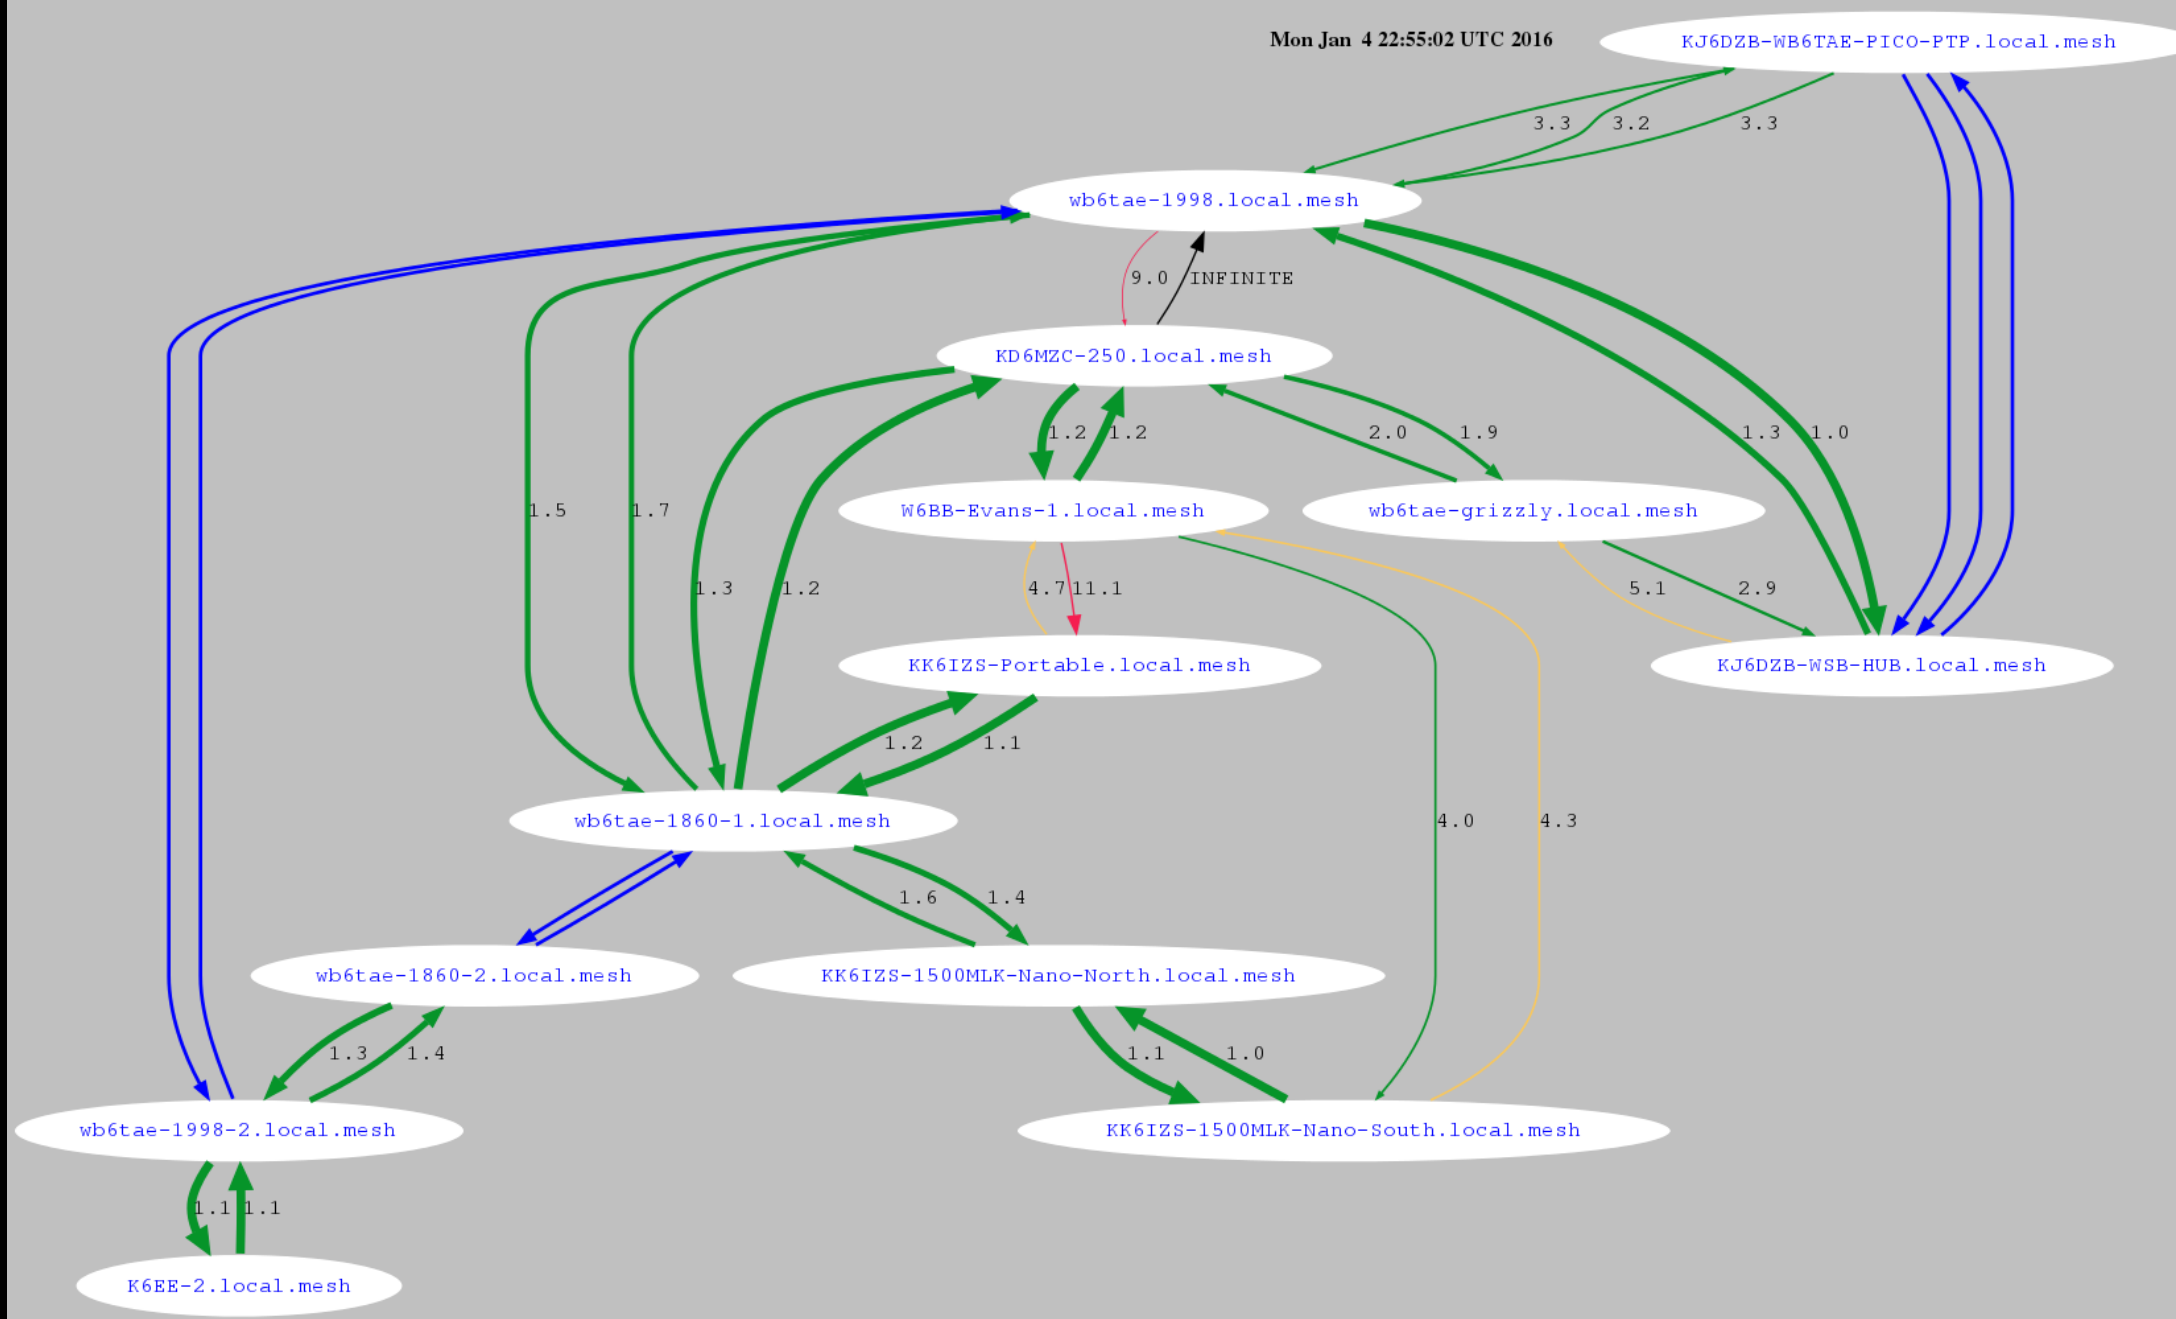 Mon Jan  4 22:55:02 UTC 2016
KJ6DZB-WB6TAE-PICO-PTP.local.mesh
3.3
3.2
3.3
wb6tae-1998.local.mesh
9.0
INFINITE
KD6MZC-250.local.mesh
1.2
1.2
2.0
1.9
1.3
1.0
1.5
1.7
W6BB-Evans-1.local.mesh
wb6tae-grizzly.local.mesh
1.3
1.2
4.7
11.1
5.1
2.9
KK6IZS-Portable.local.mesh
KJ6DZB-WSB-HUB.local.mesh
1.2
1.1
wb6tae-1860-1.local.mesh
4.0
4.3
1.6
1.4
wb6tae-1860-2.local.mesh
KK6IZS-1500MLK-Nano-North.local.mesh
1.3
1.4
1.1
1.0
wb6tae-1998-2.local.mesh
KK6IZS-1500MLK-Nano-South.local.mesh
1.1
1.1
K6EE-2.local.mesh